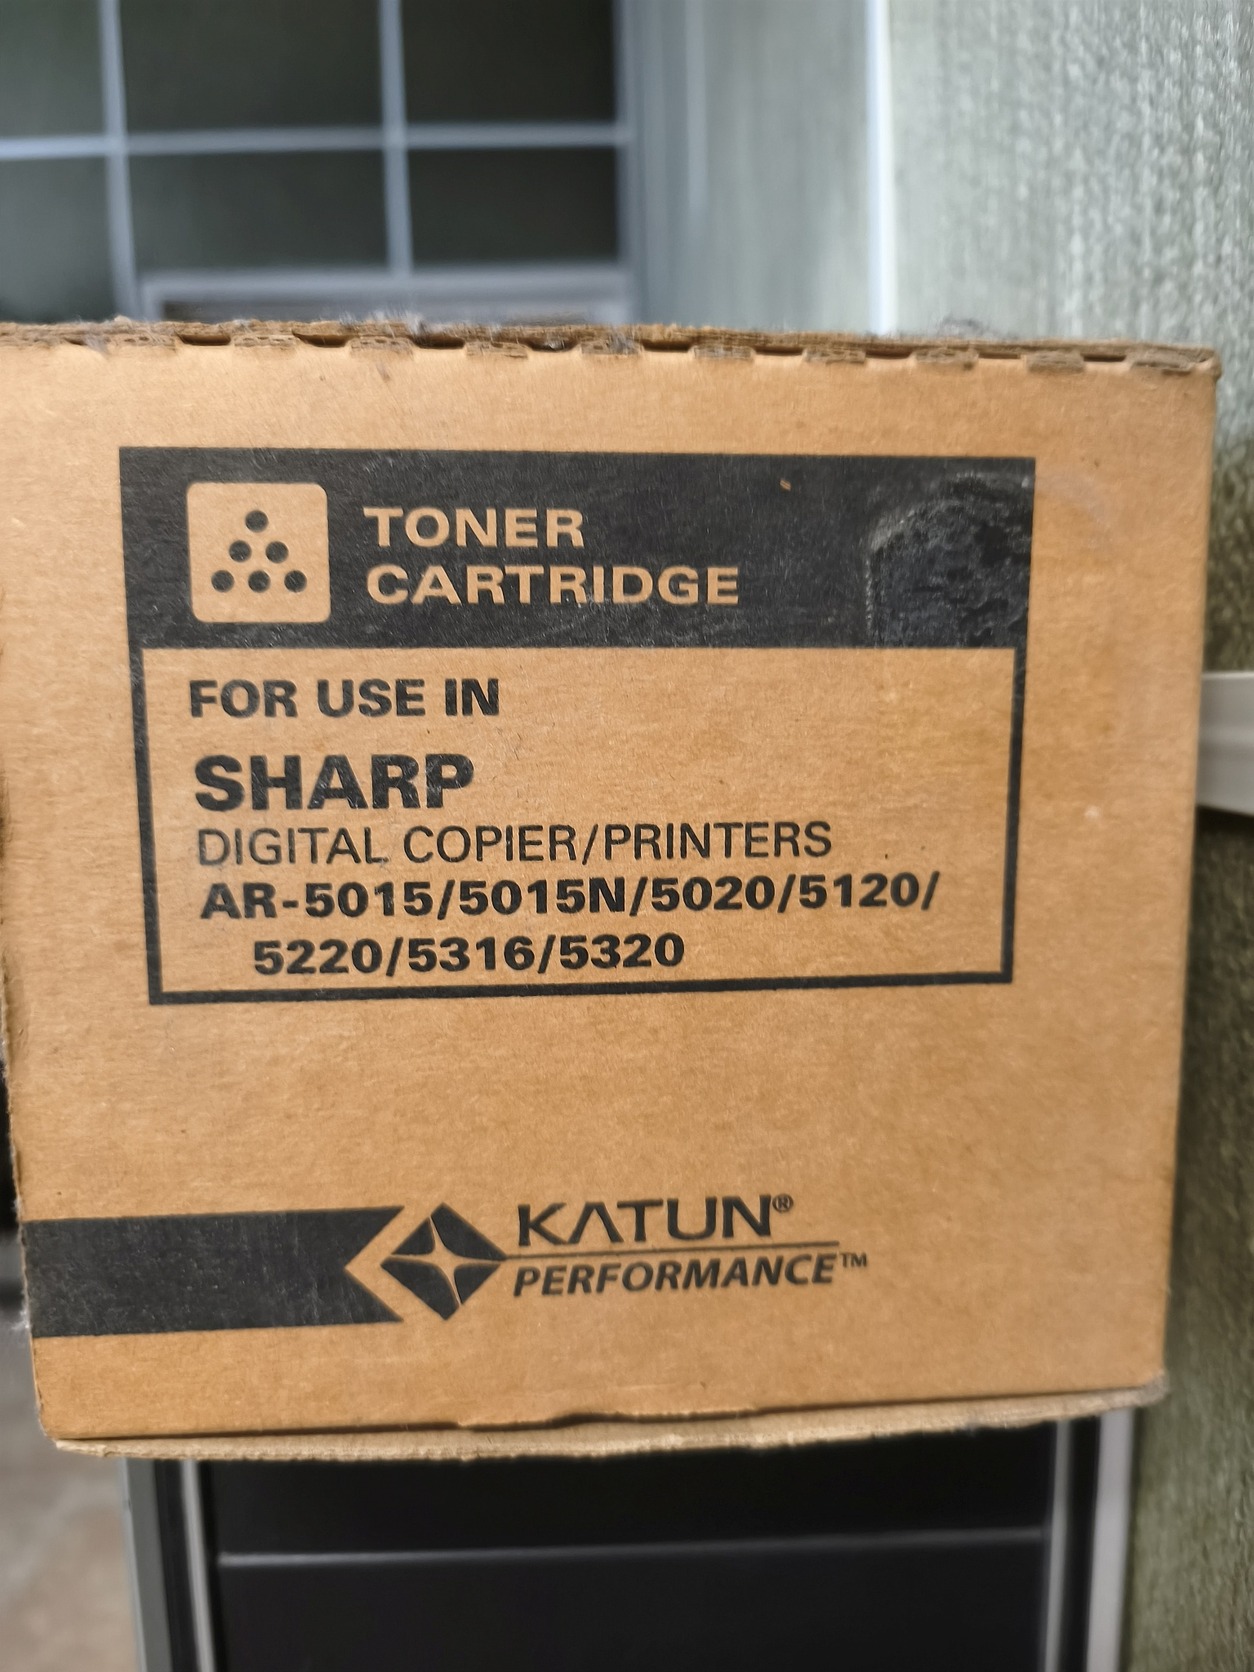 TONER
CARTRIDGE
FOR USE IN
SHARP
DIGITAL COPIER/PRINTERS
AR-5015/5015N/5020/5120/
5220/5316/5320
KATUN®
PERFORMANCE™